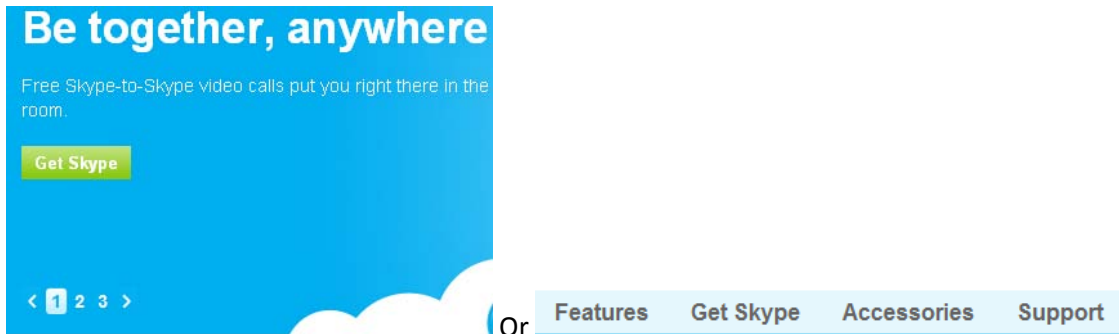 Be together, anywhere
Free Skype-to-Skype video calls put you right there in the
room.
Get Skype
< 1 2 3 >
Or
Features Get Skype Accessories Support